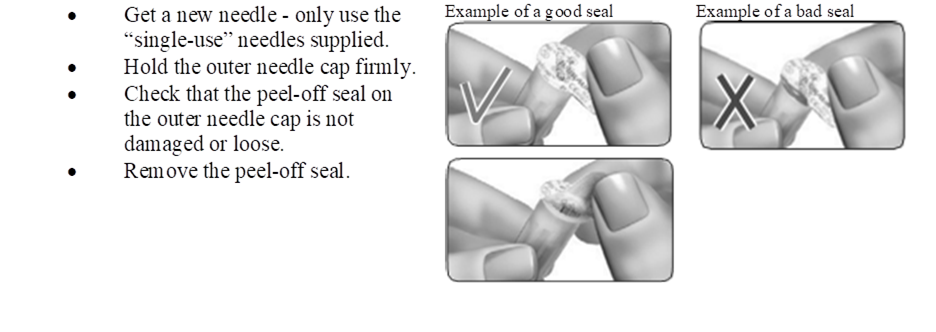 • Get a new needle - only use the
“single-use” needles supplied.
• Hold the outer needle cap firmly.
• Check that the peel-off seal on
the outer needle cap is not
damaged or loose.
• Remove the peel-off seal.
Example of a good seal
Example of a bad seal